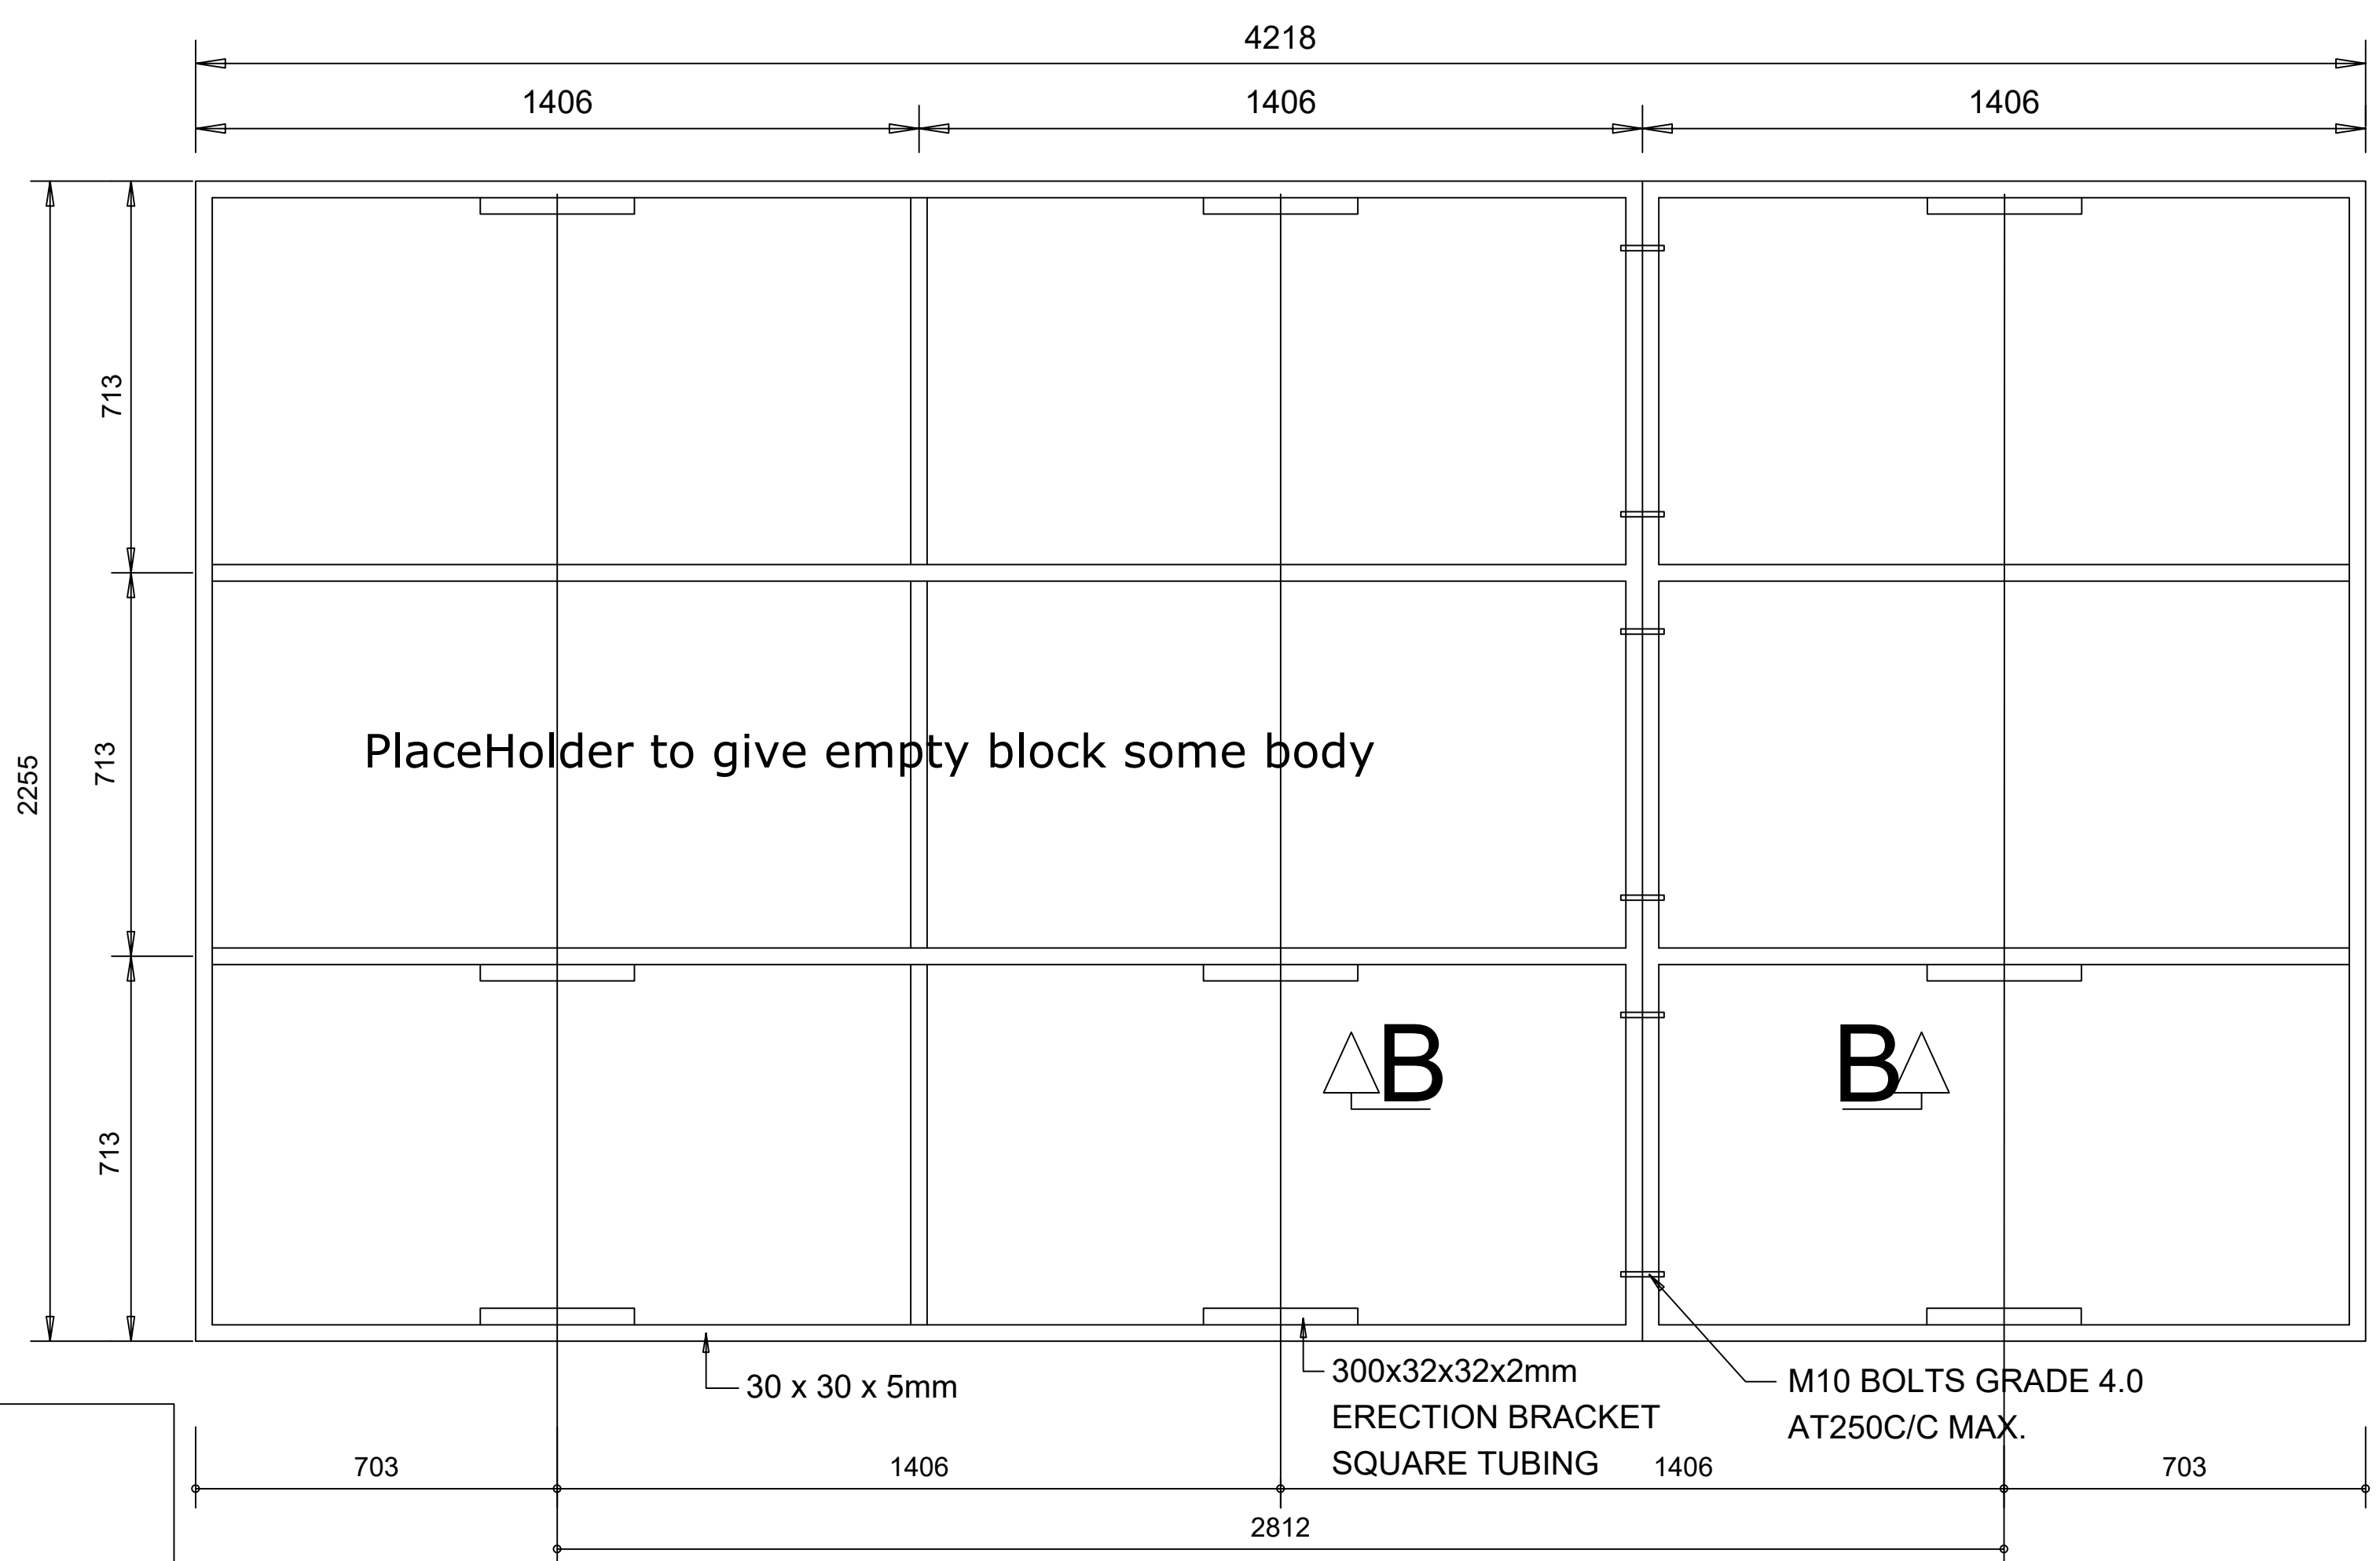 4218
1406
1406
1406
713
713
2255
713
PlaceHolder to give empty block some body
B
B
30 x 30 x 5mm
300x32x32x2mm
ERECTION BRACKET
SQUARE TUBING
M10 BOLTS GRADE 4.0
AT250C/C MAX.
703
1406
1406
703
2812